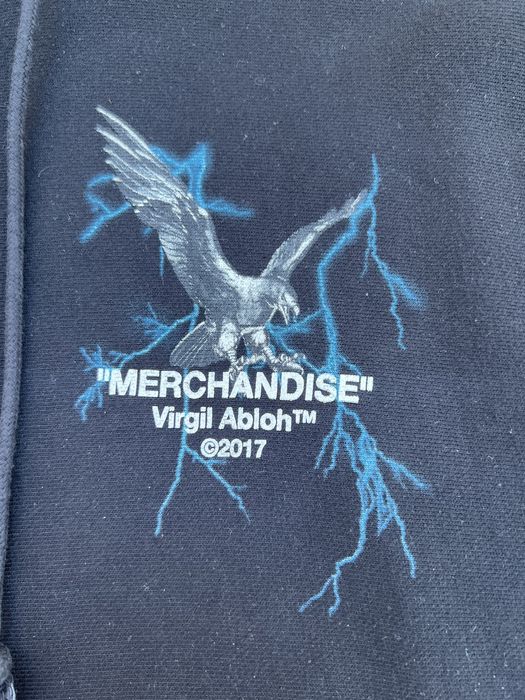 "MERCHANDISE"
Virgil Abloh™
©2017